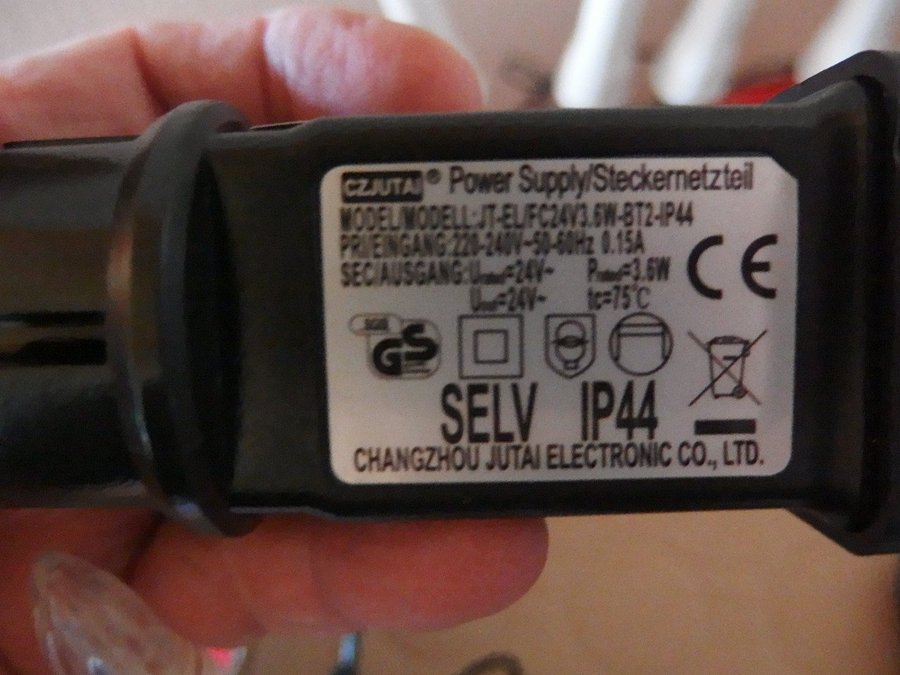 CZJUTAI ® Power Supply/Steckernetzteil
MODEL/MODELL:JT-EL/FC24V3.6W-BT2-IP44
PRI/EINGANG:220-240V~50-60Hz 0.15A
SEC/AUSGANG:Urated=24V~ Prated=3.6W
Uout=24V~ tc=75℃
CE
SGS
GS
SELV IP44
CHANGZHOU JUTAI ELECTRONIC CO., LTD.